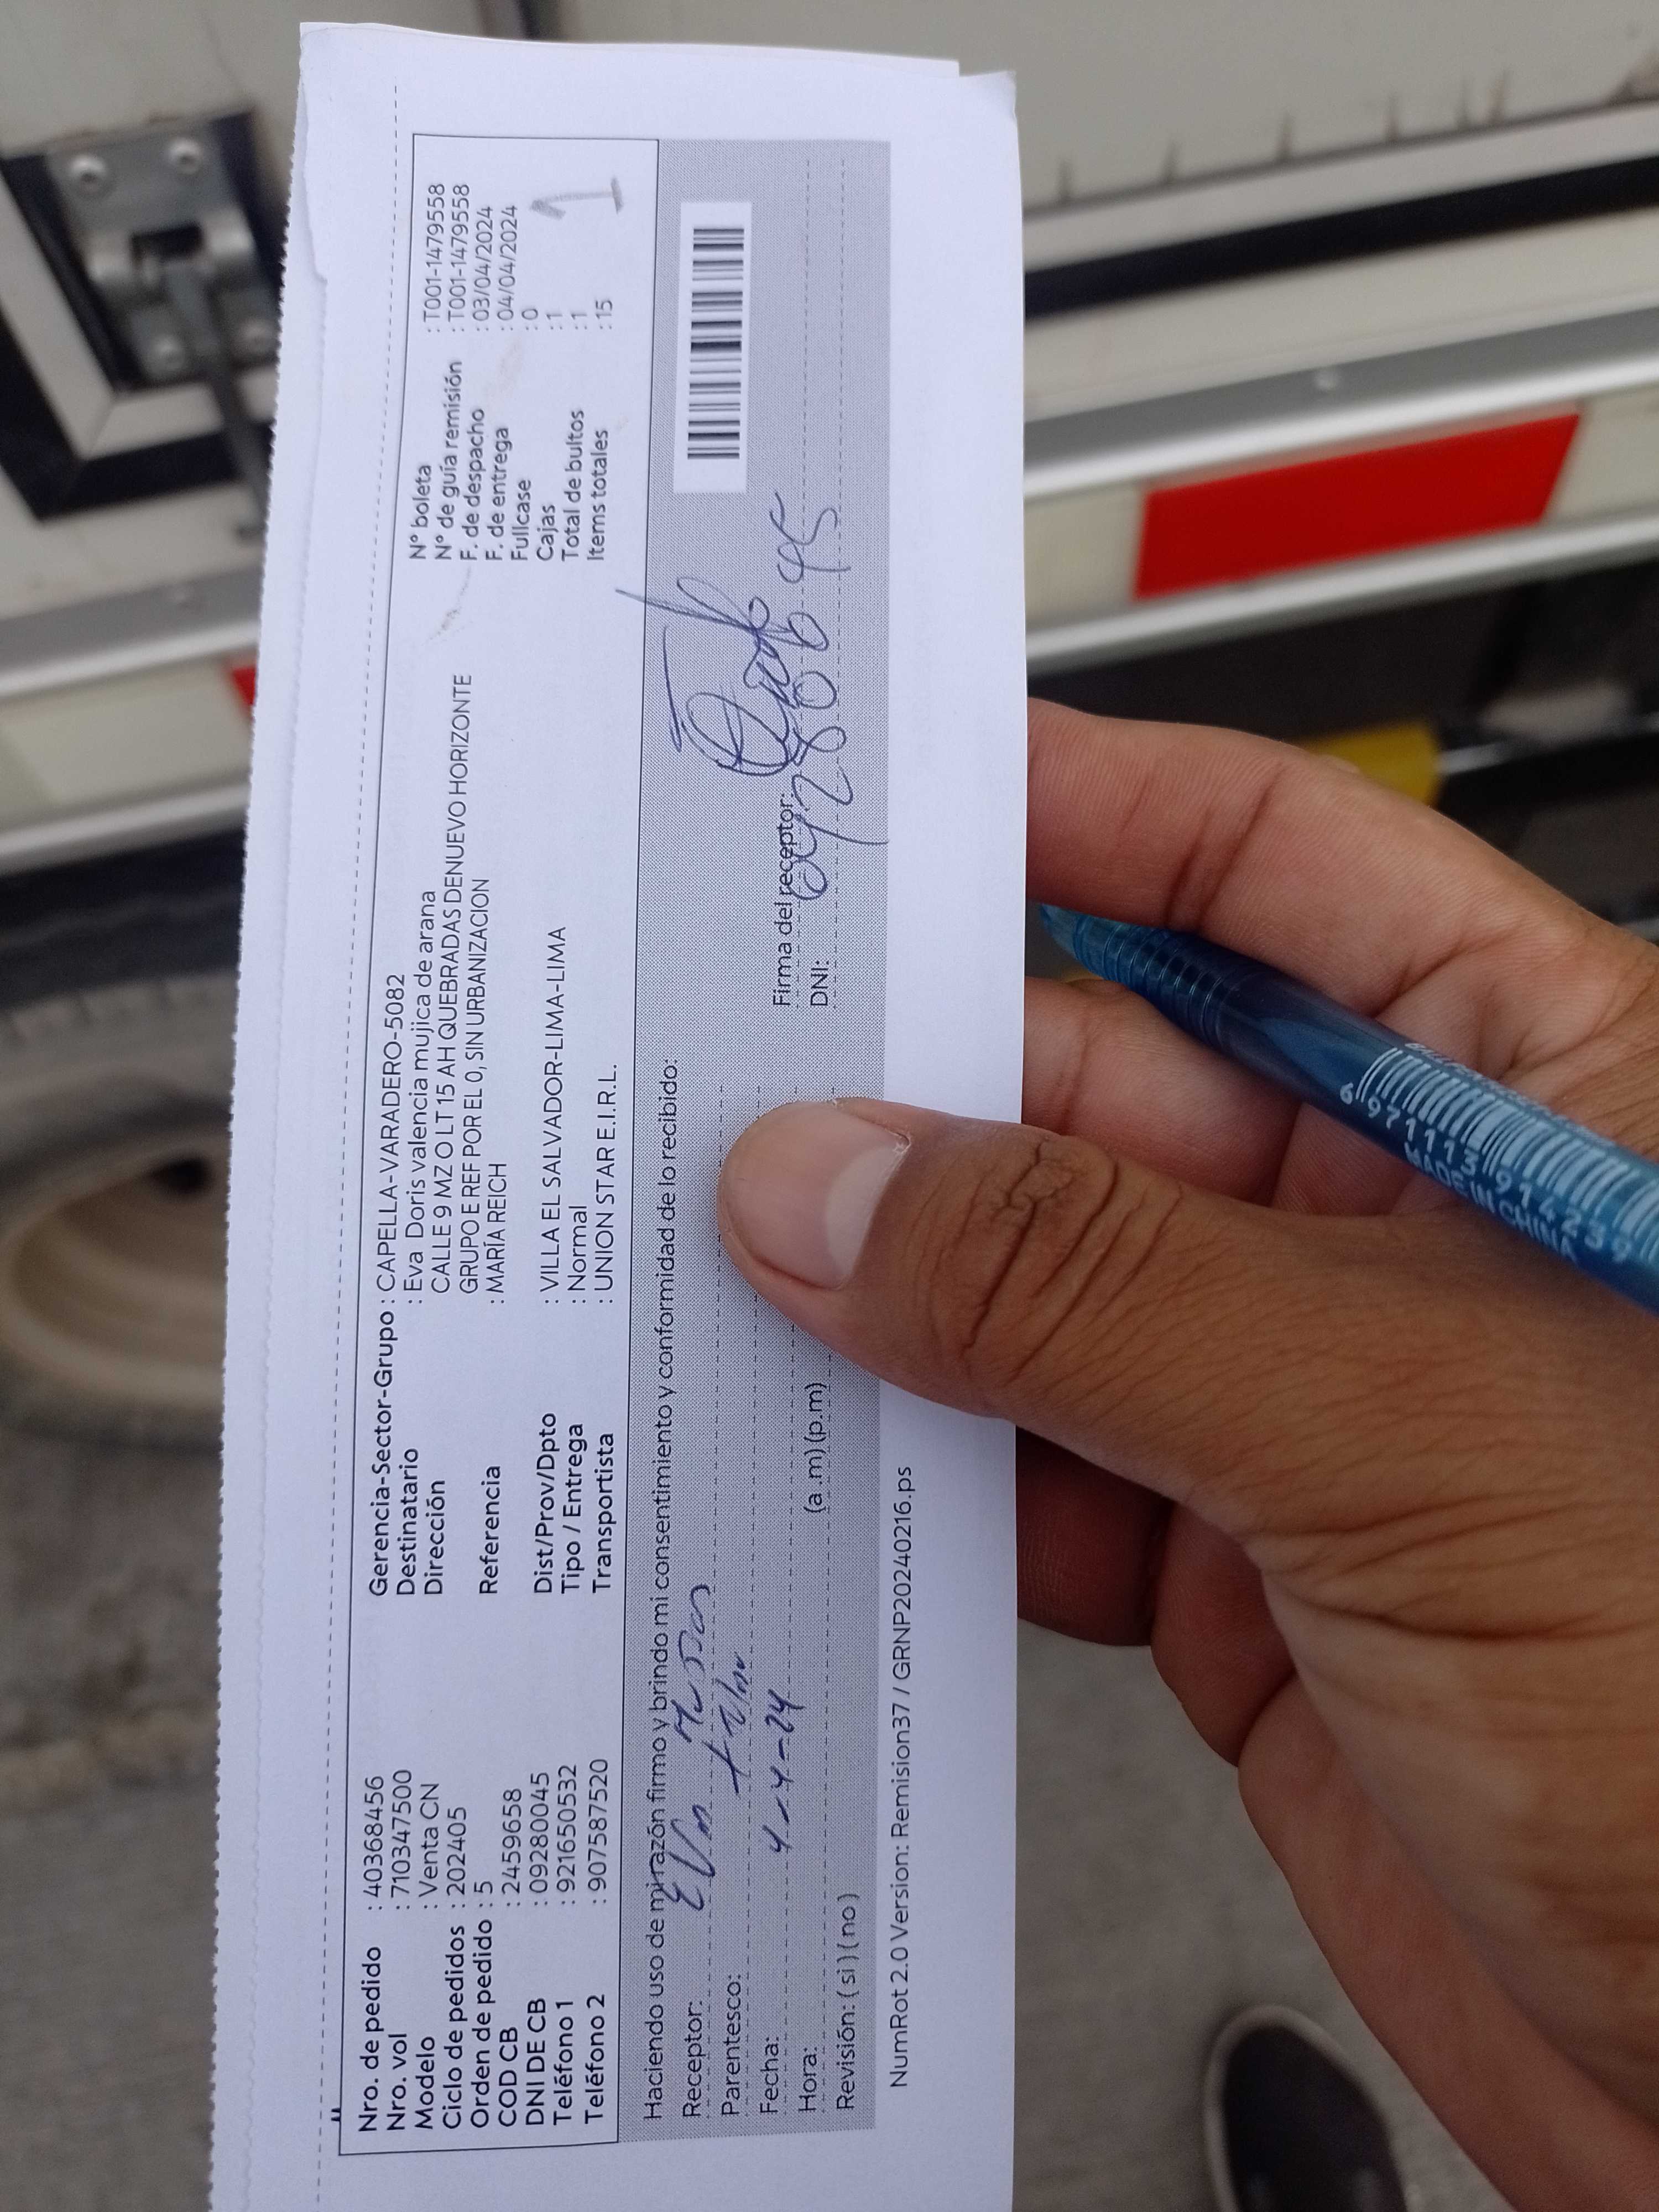 Nro. de pedido : 40368456
Nro. vol : 710347500
Modelo : Venta CN
Ciclo de pedidos : 202405
Orden de pedido : 5
COD CB : 2459658
DNI DE CB : 09280045
Teléfono 1 : 921650532
Teléfono 2 : 907587520
Gerencia-Sector-Grupo : CAPELLA-VARADERO-5082
Destinatario : Eva Doris valencia mujica de arana
Dirección CALLE 9 MZ O LT 15 AH QUEBRADAS DENUEVO HORIZONTE
GRUPO E REF POR EL 0, SIN URBANIZACION
Referencia : MARÍA REICH
Dist/Prov/Dpto : VILLA EL SALVADOR-LIMA-LIMA
Tipo / Entrega : Normal
Transportista : UNION STAR E.I.R.L.
N° boleta : T001-1479558
N° de guía remisión : T001-1479558
F. de despacho : 03/04/2024
F. de entrega : 04/04/2024
Fullcase : 0
Cajas : 1
Total de bultos : 1
Items totales : 15
1
Haciendo uso de mi razón firmo y brindo mi consentimiento y conformidad de lo recibido:
Receptor: Eva
Parentesco:
Fecha: 4-4-24
Hora: (a .m) (p.m)
Revisión: ( si ) ( no )
Firma del receptor:
DNI: 09280045
NumRot 2.0 Version: Remision37 / GRNP20240216.ps
6 971113 914239
MADE IN CHINA